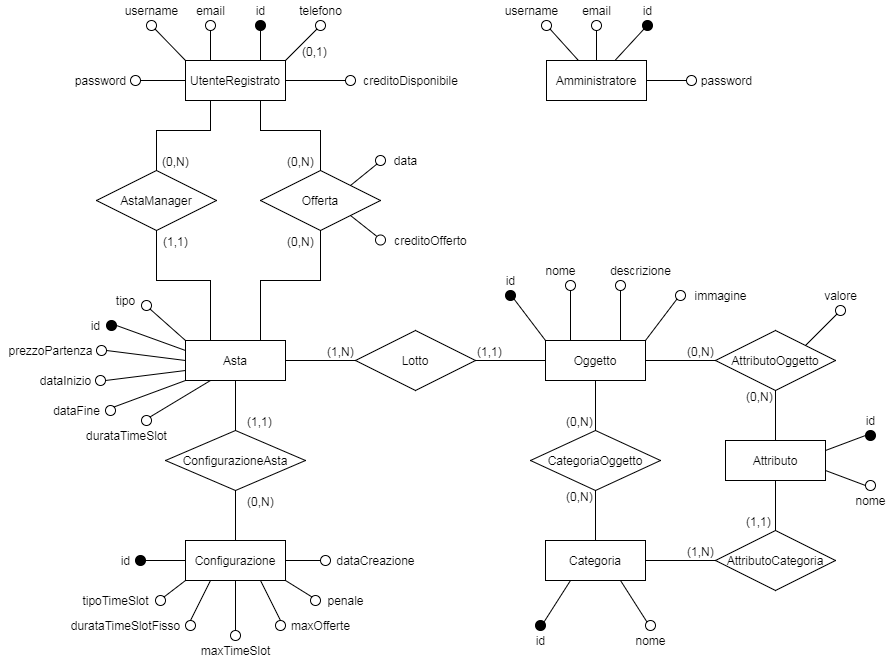 username
email
id
telefono
(0,1)
password
UtenteRegistrato
creditoDisponibile
username
email
id
Amministratore
password
(0,N)
(0,N)
data
AstaManager
Offerta
(1,1)
(0,N)
creditoOfferto
tipo
id
prezzoPartenza
dataInizio
dataFine
durataTimeSlot
Asta
(1,N)
Lotto
(1,1)
id
nome
descrizione
immagine
Oggetto
(0,N)
valore
AttributoOggetto
(0,N)
(1,1)
ConfigurazioneAsta
(0,N)
(0,N)
CategoriaOggetto
(0,N)
Attributo
id
nome
(1,1)
id
Configurazione
dataCreazione
tipoTimeSlot
penale
durataTimeSlotFisso
maxOfferte
maxTimeSlot
Categoria
(1,N)
AttributoCategoria
id
nome